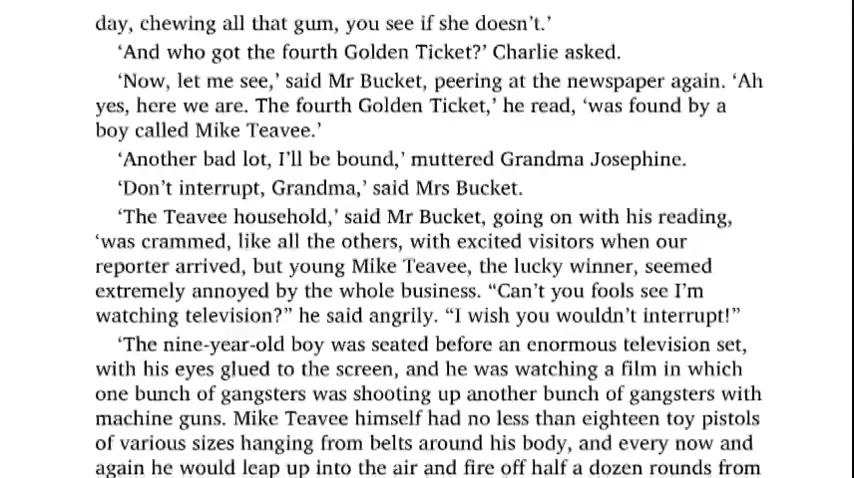 day, chewing all that gum, you see if she doesn’t.’
‘And who got the fourth Golden Ticket?’ Charlie asked.
‘Now, let me see,’ said Mr Bucket, peering at the newspaper again. ‘Ah
yes, here we are. The fourth Golden Ticket,’ he read, ‘was found by a
boy called Mike Teavee.’
‘Another bad lot, I’ll be bound,’ muttered Grandma Josephine.
‘Don’t interrupt, Grandma,’ said Mrs Bucket.
‘The Teavee household,’ said Mr Bucket, going on with his reading,
‘was crammed, like all the others, with excited visitors when our
reporter arrived, but young Mike Teavee, the lucky winner, seemed
extremely annoyed by the whole business. “Can’t you fools see I’m
watching television?” he said angrily. “I wish you wouldn’t interrupt!”
‘The nine-year-old boy was seated before an enormous television set,
with his eyes glued to the screen, and he was watching a film in which
one bunch of gangsters was shooting up another bunch of gangsters with
machine guns. Mike Teavee himself had no less than eighteen toy pistols
of various sizes hanging from belts around his body, and every now and
again he would leap up into the air and fire off half a dozen rounds from